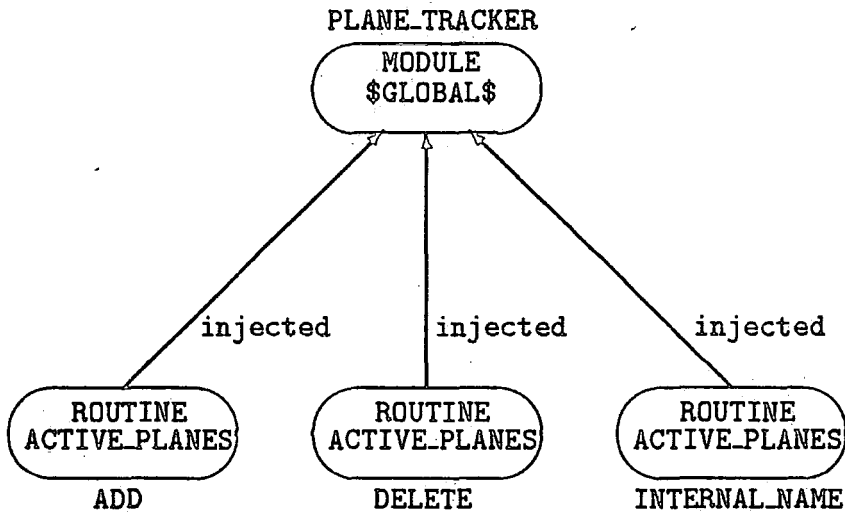 PLANE_TRACKER
MODULE
$GLOBAL$
injected
injected
injected
ROUTINE
ACTIVE_PLANES
ROUTINE
ACTIVE_PLANES
ROUTINE
ACTIVE_PLANES
ADD
DELETE
INTERNAL_NAME